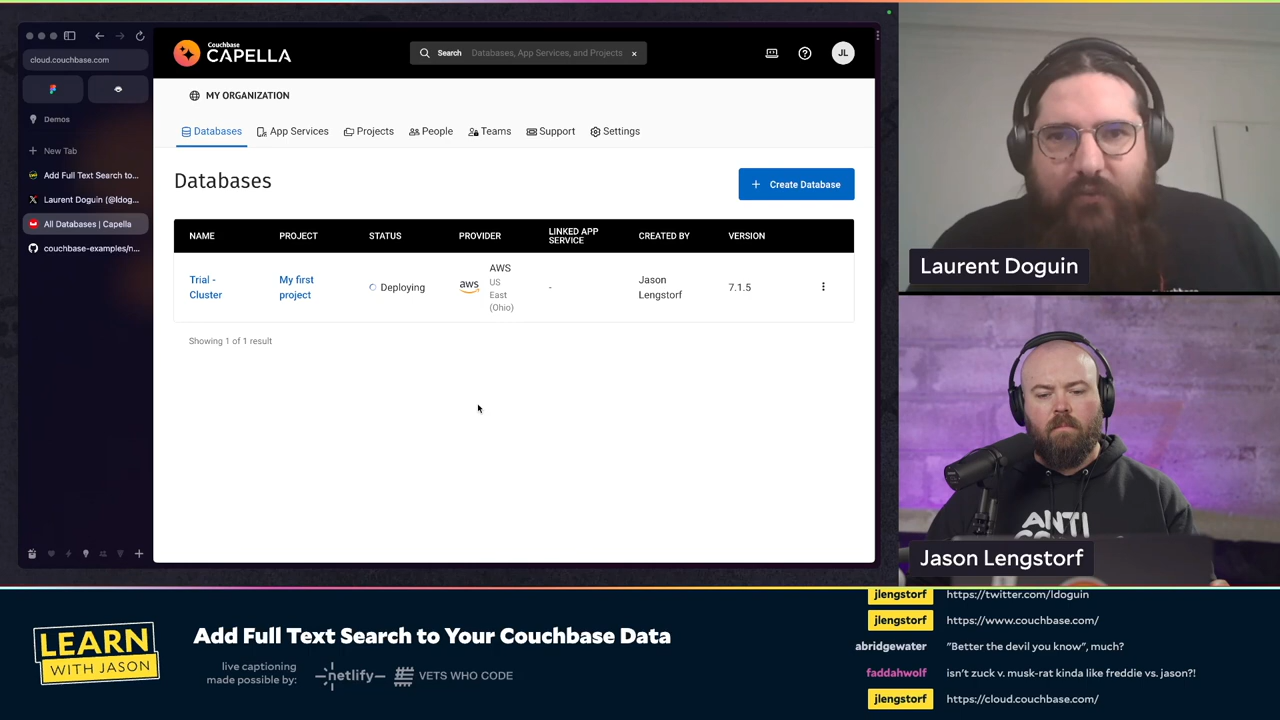 cloud.couchbase.com
Demos
New Tab
Add Full Text Search to...
Laurent Doguin (@ldog...
All Databases | Capella
couchbase-examples/n...
Couchbase
CAPELLA
Search Databases, App Services, and Projects ×
JL
MY ORGANIZATION
Databases App Services Projects People Teams Support Settings
Databases
+ Create Database
NAME PROJECT STATUS PROVIDER LINKED APP SERVICE CREATED BY VERSION
Trial - Cluster
My first project
Deploying
aws
AWS
US
East
(Ohio)
-
Jason Lengstorf
7.1.5
Showing 1 of 1 result
Laurent Doguin
ANTI
Jason Lengstorf
LEARN
WITH JASON
Add Full Text Search to Your Couchbase Data
live captioning
made possible by:
netlify
VETS WHO CODE
jlengstorf https://twitter.com/ldoguin
jlengstorf https://www.couchbase.com/
abridgewater "Better the devil you know", much?
faddahwolf isn't zuck v. musk-rat kinda like freddie vs. jason?!
jlengstorf https://cloud.couchbase.com/